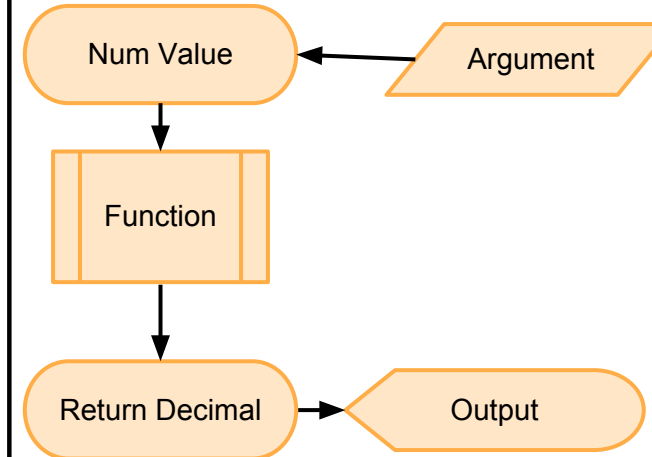 Num Value
Argument
Function
Return Decimal
Output